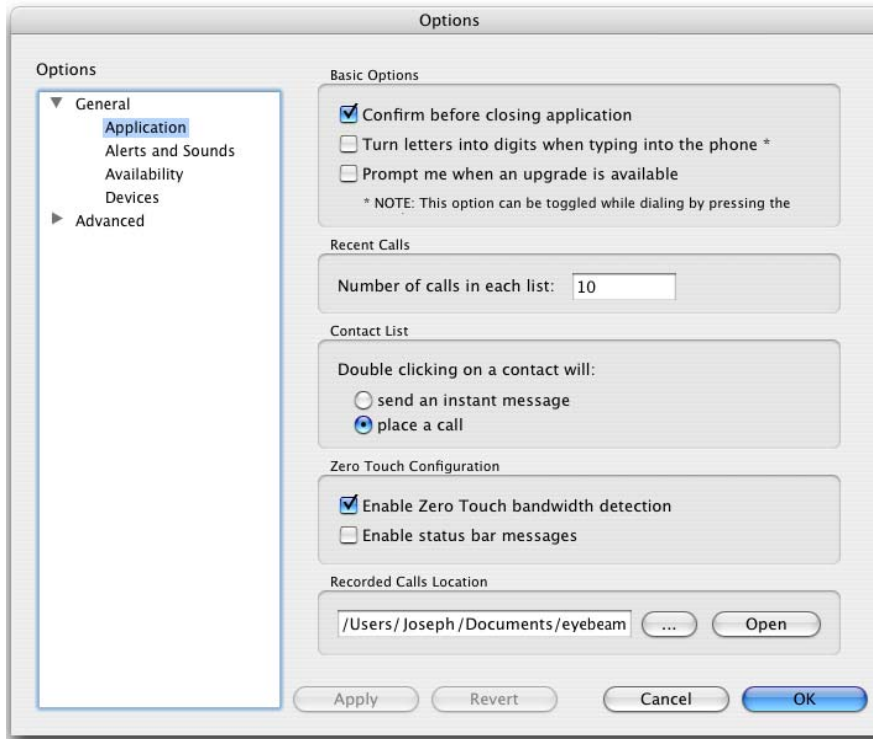 Options
Options
General
Application
Alerts and Sounds
Availability
Devices
Advanced
Basic Options
Confirm before closing application
Turn letters into digits when typing into the phone *
Prompt me when an upgrade is available
* NOTE: This option can be toggled while dialing by pressing the
Recent Calls
Number of calls in each list: 10
Contact List
Double clicking on a contact will:
send an instant message
place a call
Zero Touch Configuration
Enable Zero Touch bandwidth detection
Enable status bar messages
Recorded Calls Location
/Users/Joseph/Documents/eyebeam ... Open
Apply Revert Cancel OK